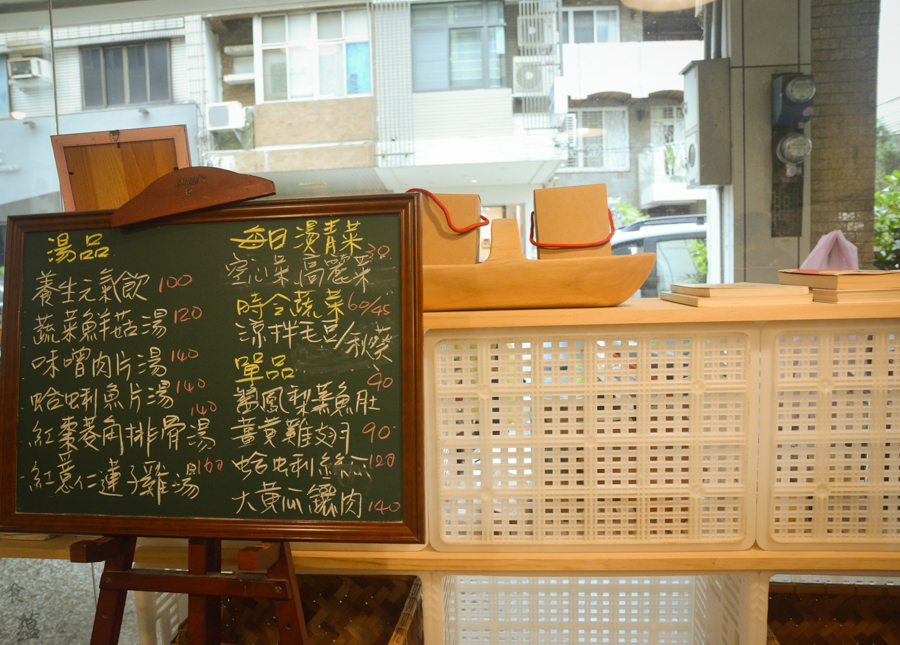 湯品
養生元氣飲 100
蔬菜鮮菇湯 120
味噌肉片湯 140
蛤蜊魚片湯 140
紅棗菱角排骨湯 140
紅薏仁蓮子雞湯 160
每日燙青菜 30
空心菜/高麗菜
時令蔬菜 60/45
涼拌毛豆/秋葵
單品
鳳梨蒸魚肚 90
薑黃雞翅 90
蛤蜊絲瓜 120
大黃瓜鑲肉 140